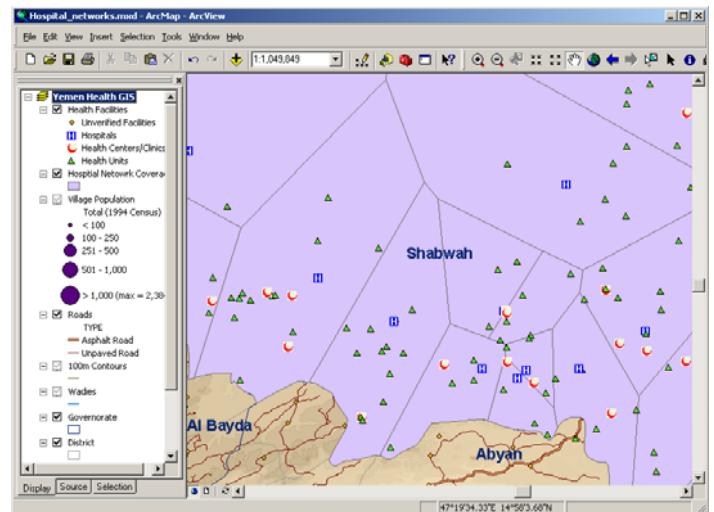 Hospital_networks.mxd - ArcMap - ArcView
File Edit View Insert Selection Tools Window Help
1:1,049,849
Yemen Health GIS
Health Facilities
Unverified Facilities
H Hospitals
Health Centers/Clinics
Health Units
Hosptial Netowrk Covera
Village Population
Total (1994 Census)
< 100
100 - 250
251 - 500
501 - 1,000
> 1,000 (max = 2,38
Roads
TYPE
Asphalt Road
Unpaved Road
100m Contours
Wadies
Governorate
District
Display Source Selection
Shabwah
Al Bayda
Abyan
47°19'34.33"E 14°58'3.68"N